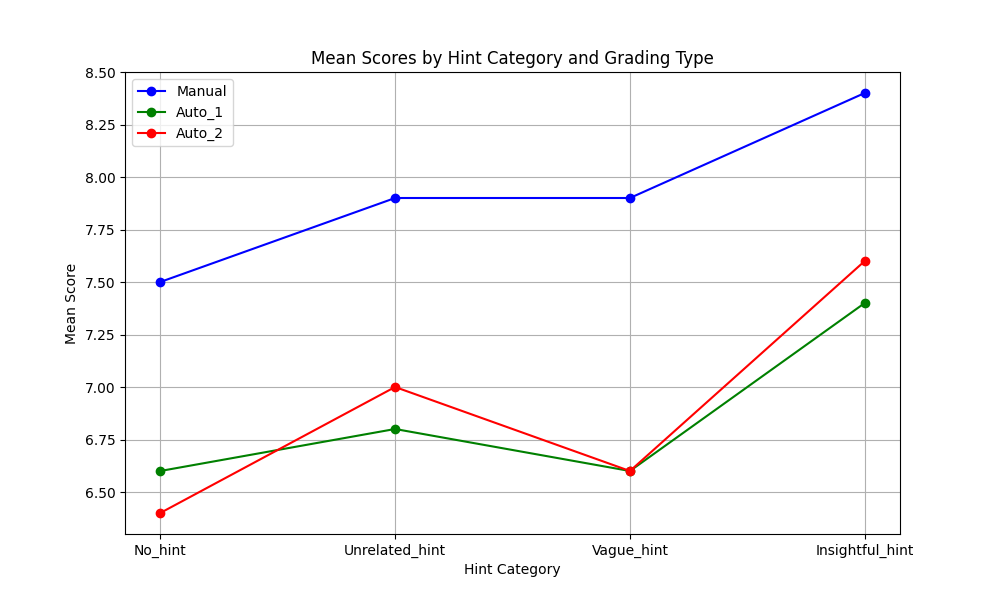 Mean Scores by Hint Category and Grading Type
Manual
Auto_1
Auto_2
Mean Score
8.50
8.25
8.00
7.75
7.50
7.25
7.00
6.75
6.50
No_hint
Unrelated_hint
Vague_hint
Insightful_hint
Hint Category